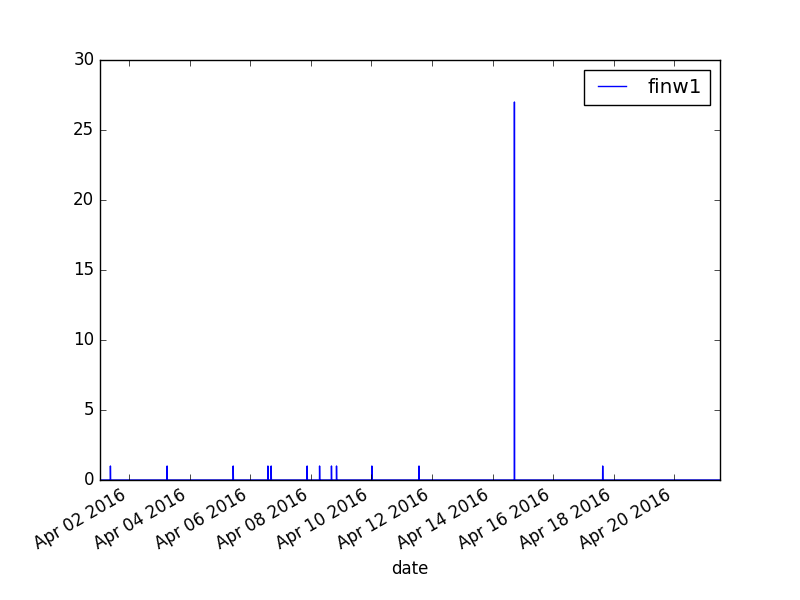 30
finw1
25
20
15
10
5
0
Apr 02 2016
Apr 04 2016
Apr 06 2016
Apr 08 2016
Apr 10 2016
Apr 12 2016
Apr 14 2016
Apr 16 2016
Apr 18 2016
Apr 20 2016
date